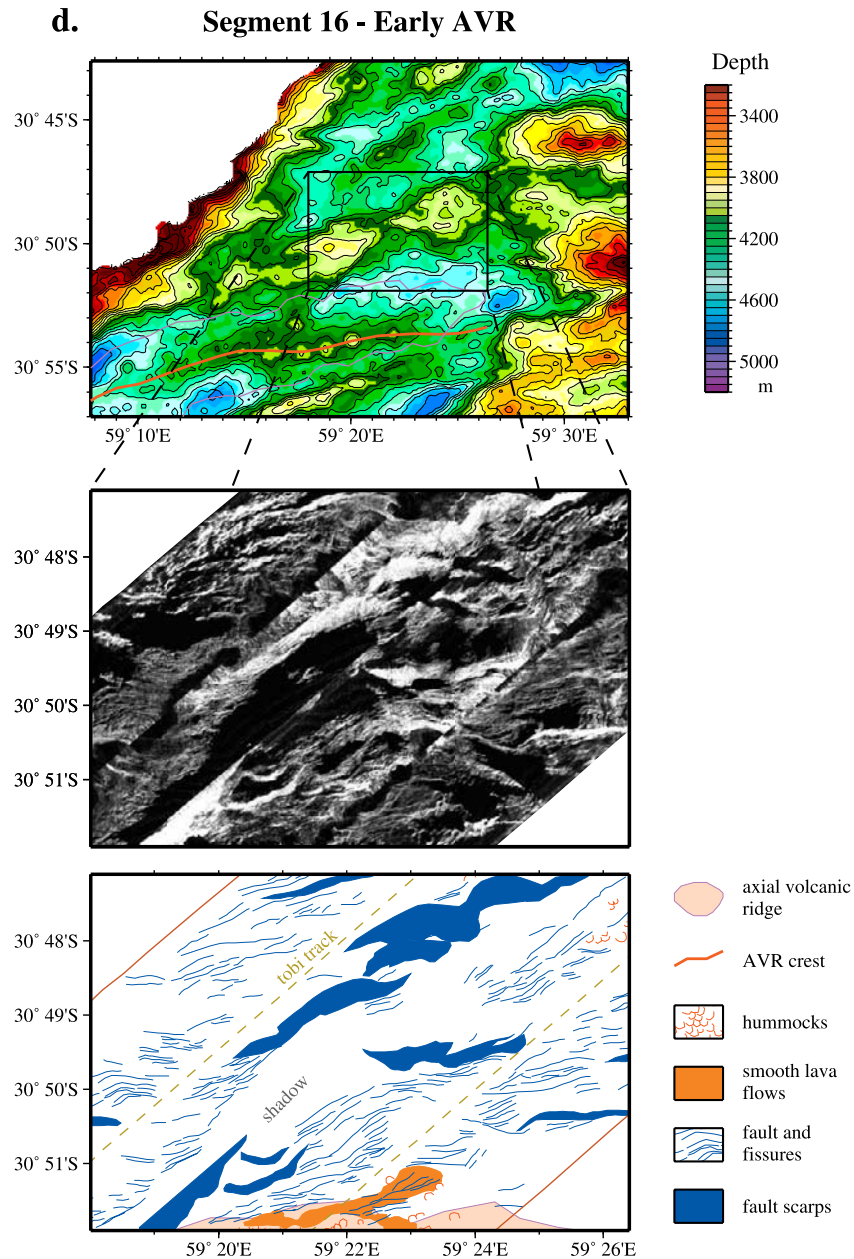 d. Segment 16 - Early AVR
Depth
30° 45'S
3400
3800
30° 50'S
4200
4600
30° 55'S
5000
m
59° 10'E 59° 20'E 59° 30'E
30° 48'S
30° 49'S
30° 50'S
30° 51'S
tobi track
shadow
30° 48'S
30° 49'S
30° 50'S
30° 51'S
59° 20'E 59° 22'E 59° 24'E 59° 26'E
axial volcanic
ridge
AVR crest
hummocks
smooth lava
flows
fault and
fissures
fault scarps